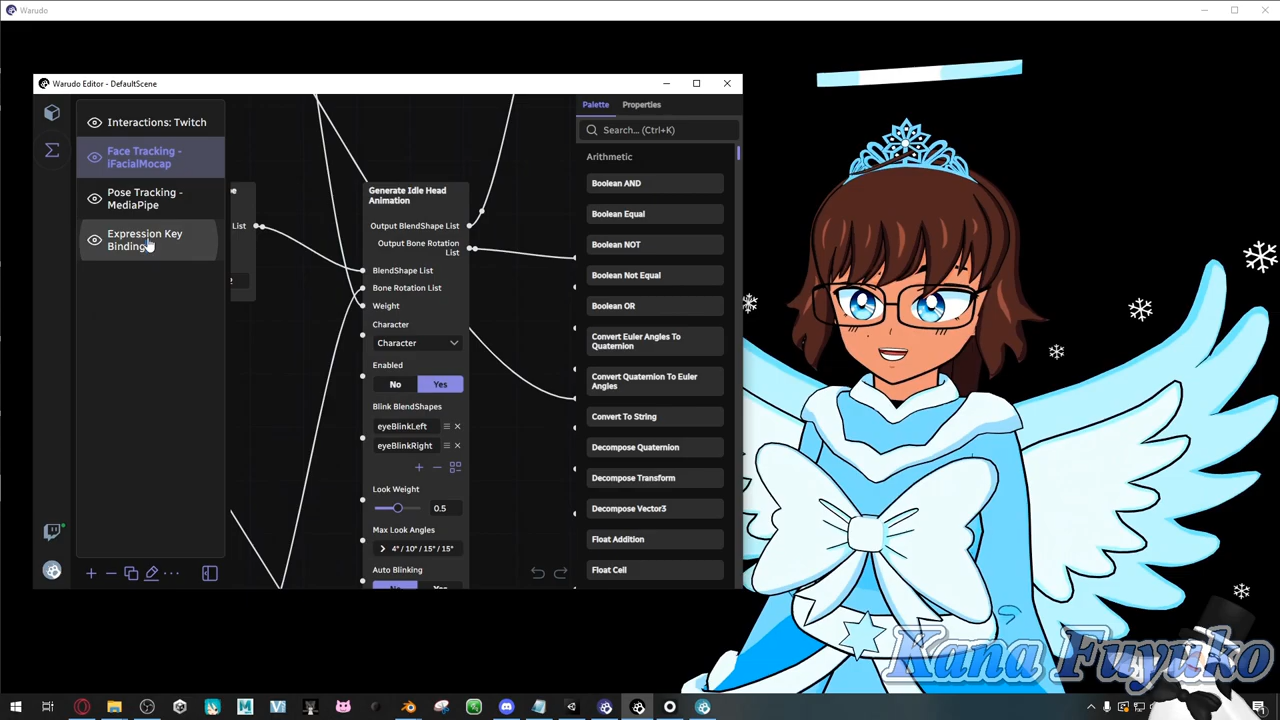 Warudo
Warudo Editor - DefaultScene
Interactions: Twitch
Face Tracking -
iFacialMocap
Pose Tracking -
MediaPipe
Expression Key
Binding
List
Generate Idle Head
Animation
Output BlendShape List
Output Bone Rotation
List
BlendShape List
Bone Rotation List
Weight
Character
Character
Enabled
No Yes
Blink BlendShapes
eyeBlinkLeft
eyeBlinkRight
Look Weight
0.5
Max Look Angles
4° / 10° / 15° / 15°
Auto Blinking
No Yes
Palette Properties
Search... (Ctrl+K)
Arithmetic
Boolean AND
Boolean Equal
Boolean NOT
Boolean Not Equal
Boolean OR
Convert Euler Angles To
Quaternion
Convert Quaternion To Euler
Angles
Convert To String
Decompose Quaternion
Decompose Transform
Decompose Vector3
Float Addition
Float Ceil
Kana Fuyuko